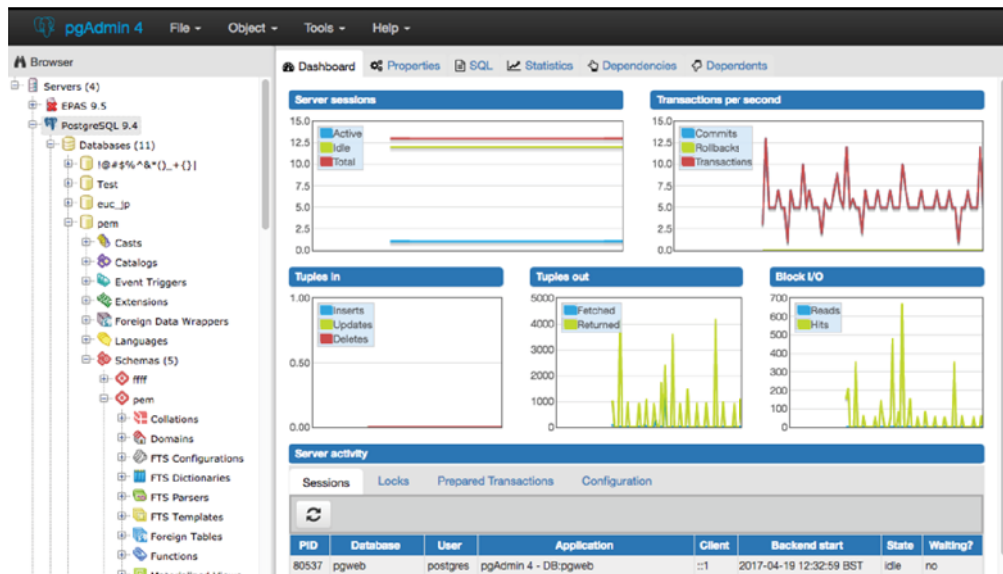 pgAdmin 4 File Object Tools Help
Browser
Servers (4)
EPAS 9.5
PostgreSQL 9.4
Databases (11)
!@#$%^&*()_+{}|
Test
euc_jp
pem
Casts
Catalogs
Event Triggers
Extensions
Foreign Data Wrappers
Languages
Schemas (5)
ffff
pem
Collations
Domains
FTS Configurations
FTS Dictionaries
FTS Parsers
FTS Templates
Foreign Tables
Functions
Materialized Views
Dashboard Properties SQL Statistics Dependencies Dependents
Server sessions
15.0
12.5
10.0
7.5
5.0
2.5
0.0
Active
Idle
Total
Transactions per second
15.0
12.5
10.0
7.5
5.0
2.5
0.0
Commits
Rollbacks
Transactions
Tuples in
1.00
0.50
0.00
Inserts
Updates
Deletes
Tuples out
5000
4000
3000
2000
1000
0
Fetched
Returned
Block I/O
700
600
500
400
300
200
100
0
Reads
Hits
Server activity
Sessions Locks Prepared Transactions Configuration
PID Database User Application Client Backend start State Waiting?
80537 pgweb postgres pgAdmin 4 - DB:pgweb ::1 2017-04-19 12:32:59 BST idle no